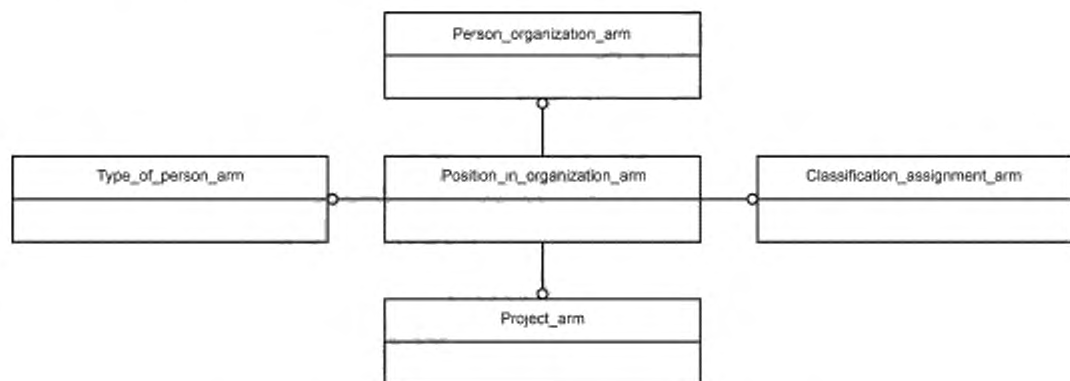 Person_organization_arm
Type_of_person_arm
Position_in_organization_arm
Classification_assignment_arm
Project_arm